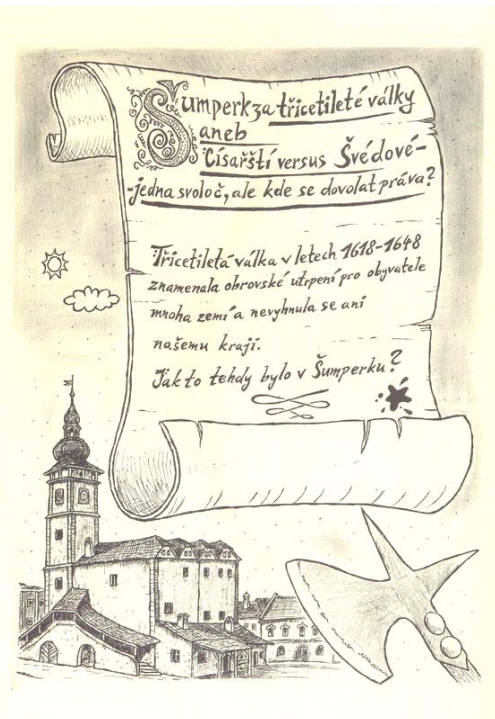 Šumperk za třicetileté války
aneb
Císařští versus Švédové-
-jedna svoloč, ale kde se dovolat práva?
Třicetiletá válka v letech 1618-1648
znamenala obrovské utrpení pro obyvatele
mnoha zemí a nevyhnula se ani
našemu kraji.
Jak to tehdy bylo v Šumperku?